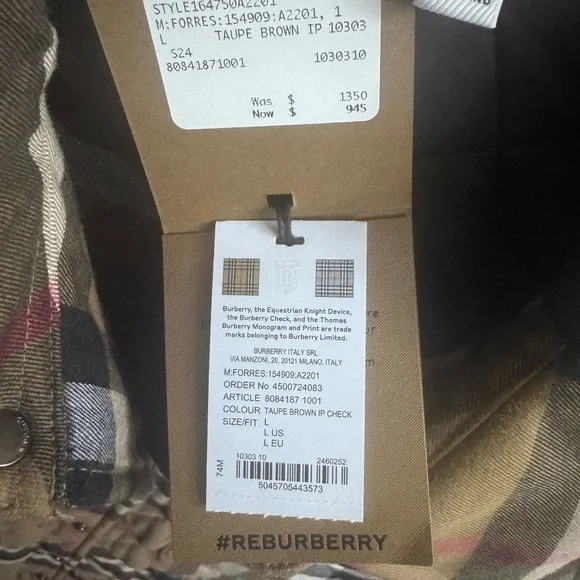 STYLE164750A2201
M:FORRES:154909:A2201, 1
L TAUPE BROWN IP 10303
S24
80841871001 1030310
Was $ 1350
Now $ 945
Burberry, the Equestrian Knight Device,
the Burberry Check, and the Thomas
Burberry Monogram and Print are trade
marks belonging to Burberry Limited.
BURBERRY ITALY SRL
VIA MANZONI, 20, 20121 MILANO, ITALY
M:FORRES:154909:A2201
ORDER No 4500724083
ARTICLE 8084187 1001
COLOUR TAUPE BROWN IP CHECK
SIZE/FIT L
L US
L EU
74M
10303 10 2460252
5045705443573
#REBURBERRY